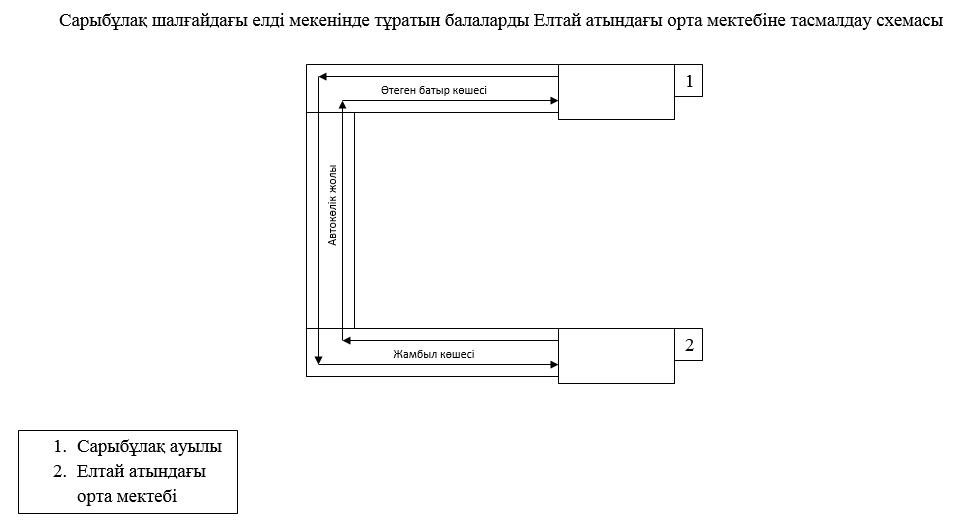 Сарыбұлақ шалғайдағы елді мекенінде тұратын балаларды Елтай атындағы орта мектебіне тасмалдау схемасы
Өтеген батыр көшесі
1
Автокөлік жолы
Жамбыл көшесі
2
1. Сарыбұлақ ауылы
2. Елтай атындағы
орта мектебі